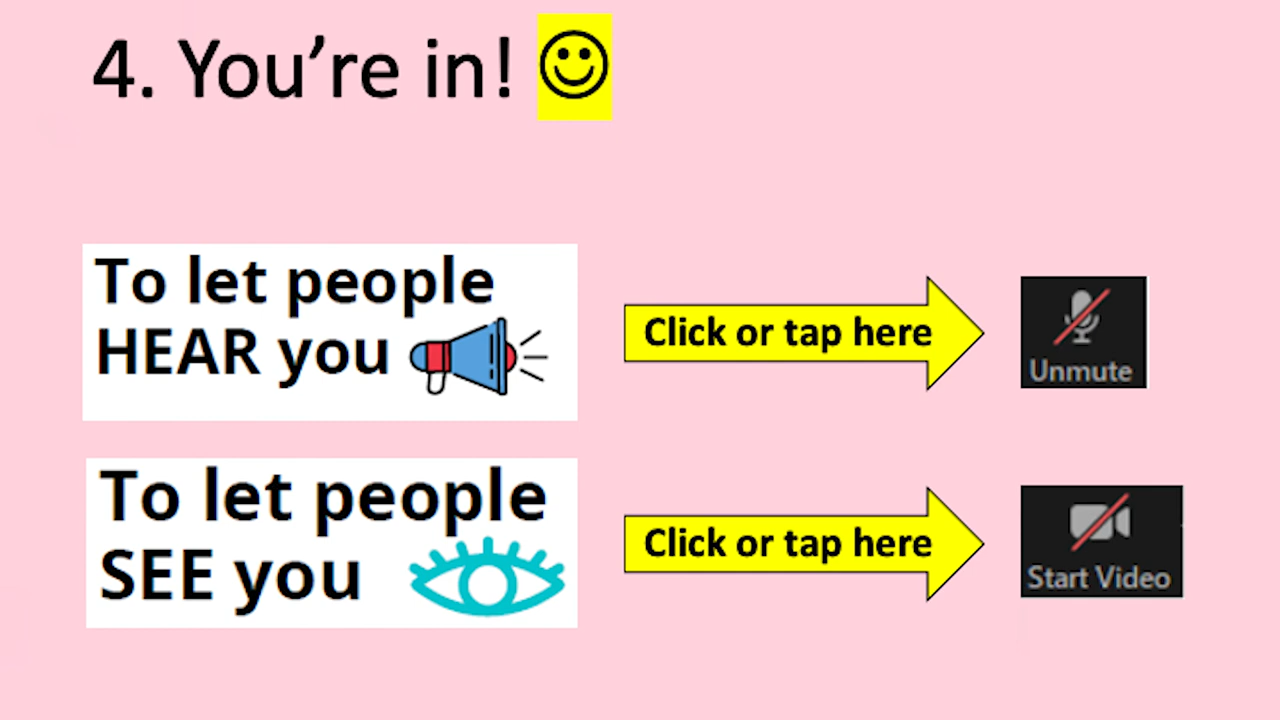 4. You're in!
To let people
HEAR you
Click or tap here
Unmute
To let people
SEE you
Click or tap here
Start Video